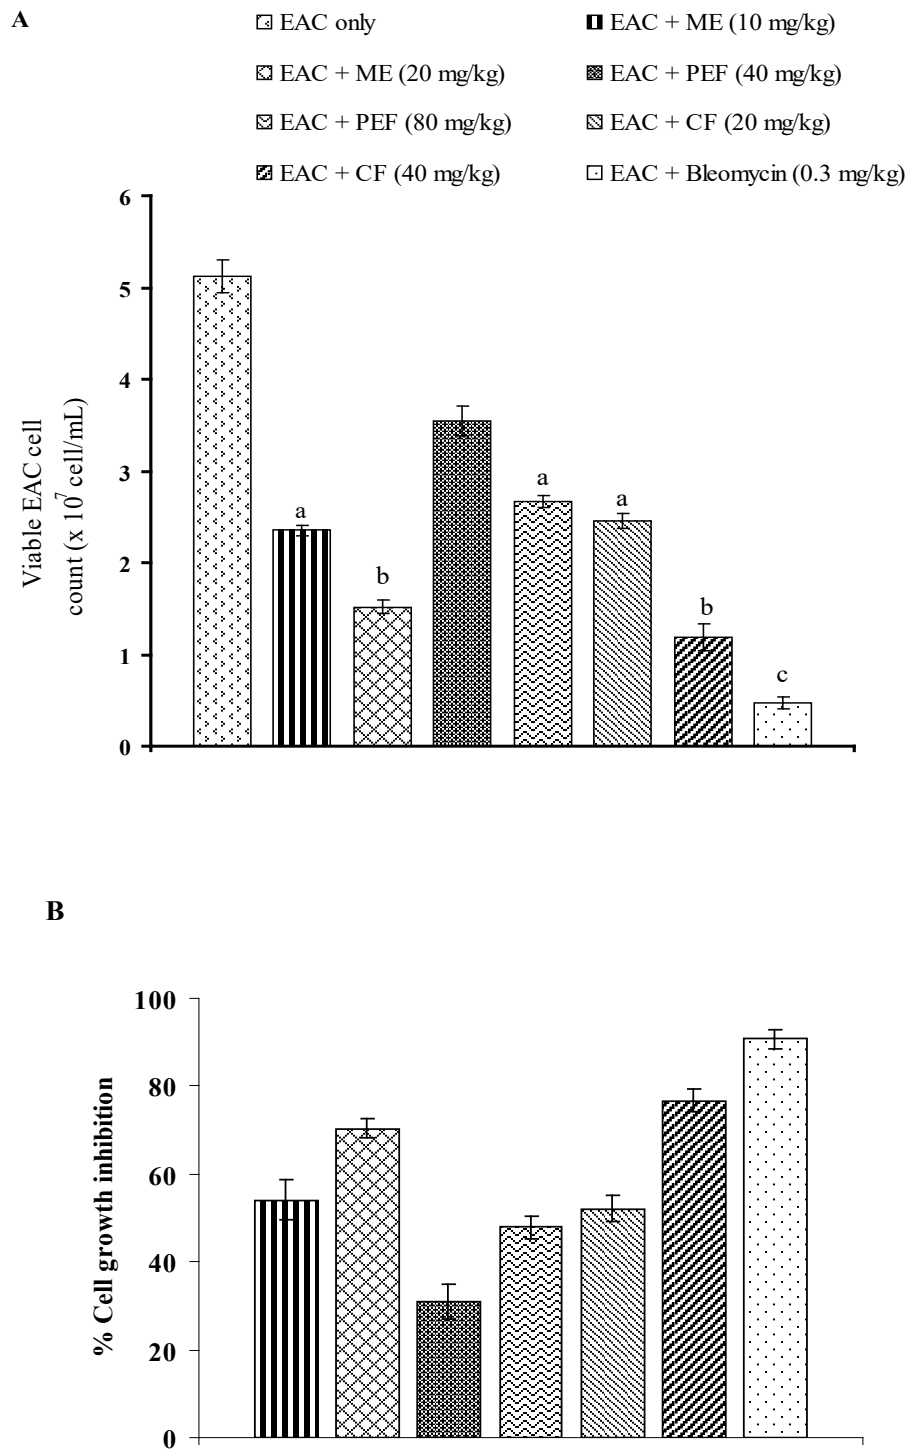 A
EAC only
EAC + ME (10 mg/kg)
EAC + ME (20 mg/kg)
EAC + PEF (40 mg/kg)
EAC + PEF (80 mg/kg)
EAC + CF (20 mg/kg)
EAC + CF (40 mg/kg)
EAC + Bleomycin (0.3 mg/kg)
6
5
4
3
2
1
0
Viable EAC cell
count (x 10⁷ cell/mL)
a
b
a
a
b
c
B
100
80
60
40
20
0
% Cell growth inhibition